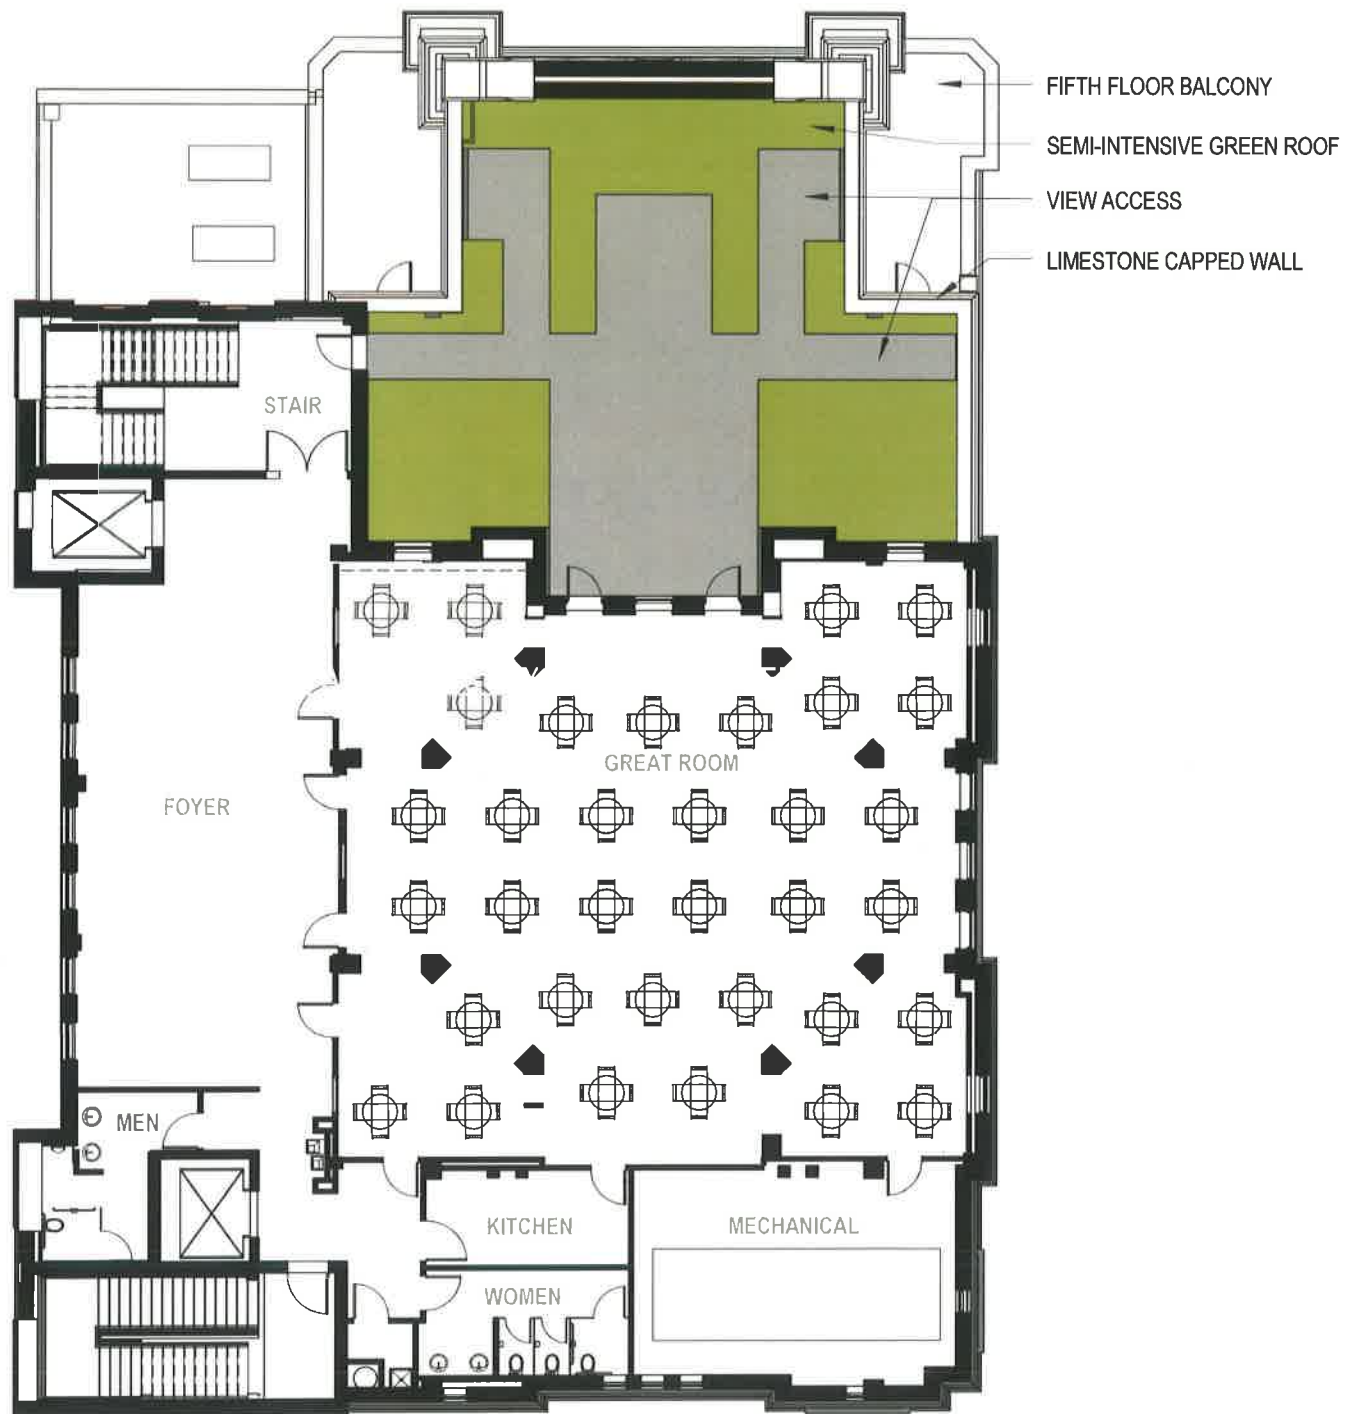 FIFTH FLOOR BALCONY
SEMI-INTENSIVE GREEN ROOF
VIEW ACCESS
LIMESTONE CAPPED WALL
STAIR
GREAT ROOM
FOYER
MEN
KITCHEN
MECHANICAL
WOMEN